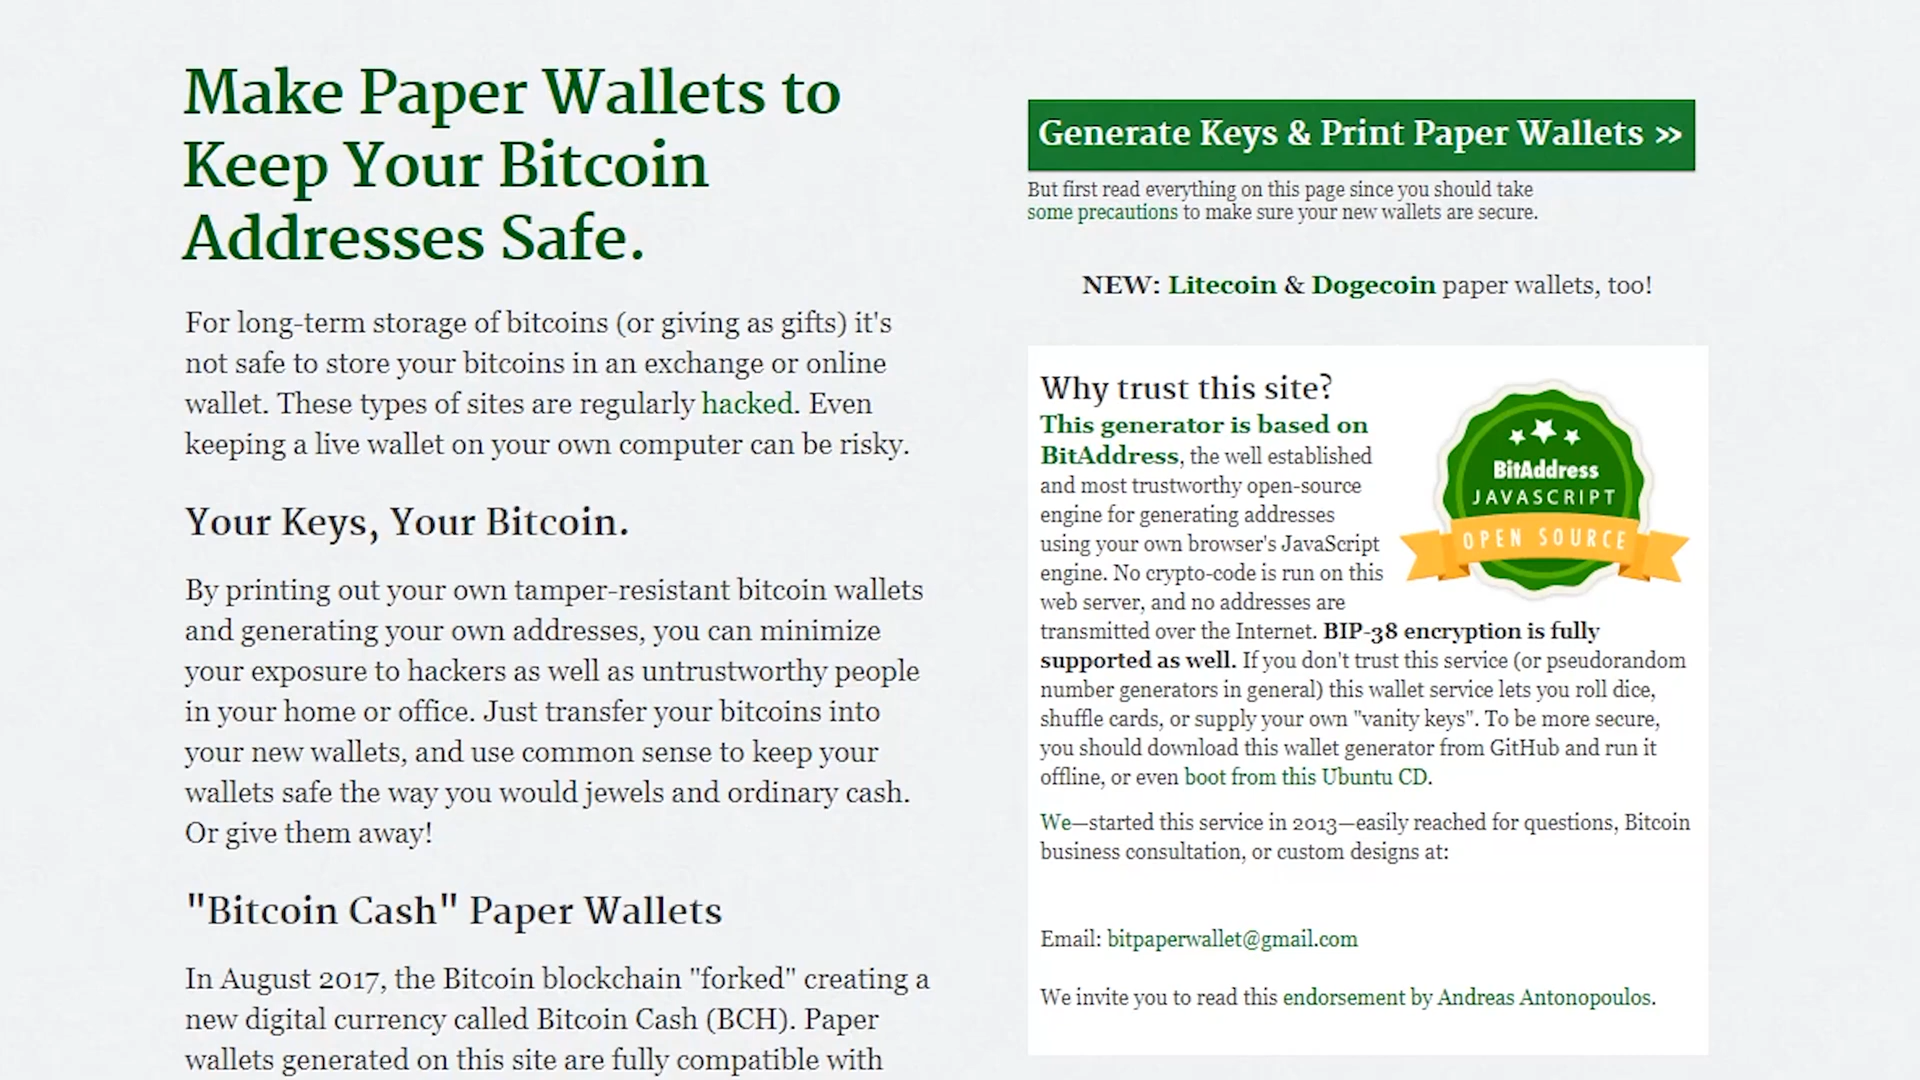 Make Paper Wallets to
Keep Your Bitcoin
Addresses Safe.
For long-term storage of bitcoins (or giving as gifts) it's
not safe to store your bitcoins in an exchange or online
wallet. These types of sites are regularly hacked. Even
keeping a live wallet on your own computer can be risky.
Your Keys, Your Bitcoin.
By printing out your own tamper-resistant bitcoin wallets
and generating your own addresses, you can minimize
your exposure to hackers as well as untrustworthy people
in your home or office. Just transfer your bitcoins into
your new wallets, and use common sense to keep your
wallets safe the way you would jewels and ordinary cash.
Or give them away!
"Bitcoin Cash" Paper Wallets
In August 2017, the Bitcoin blockchain "forked" creating a
new digital currency called Bitcoin Cash (BCH). Paper
wallets generated on this site are fully compatible with
Generate Keys & Print Paper Wallets »
But first read everything on this page since you should take
some precautions to make sure your new wallets are secure.
NEW: Litecoin & Dogecoin paper wallets, too!
Why trust this site?
This generator is based on
BitAddress, the well established
and most trustworthy open-source
engine for generating addresses
using your own browser's JavaScript
engine. No crypto-code is run on this
web server, and no addresses are
transmitted over the Internet. BIP-38 encryption is fully
supported as well. If you don't trust this service (or pseudorandom
number generators in general) this wallet service lets you roll dice,
shuffle cards, or supply your own "vanity keys". To be more secure,
you should download this wallet generator from GitHub and run it
offline, or even boot from this Ubuntu CD.
BitAddress
JAVASCRIPT
OPEN SOURCE
We—started this service in 2013—easily reached for questions, Bitcoin
business consultation, or custom designs at:
Email: bitpaperwallet@gmail.com
We invite you to read this endorsement by Andreas Antonopoulos.